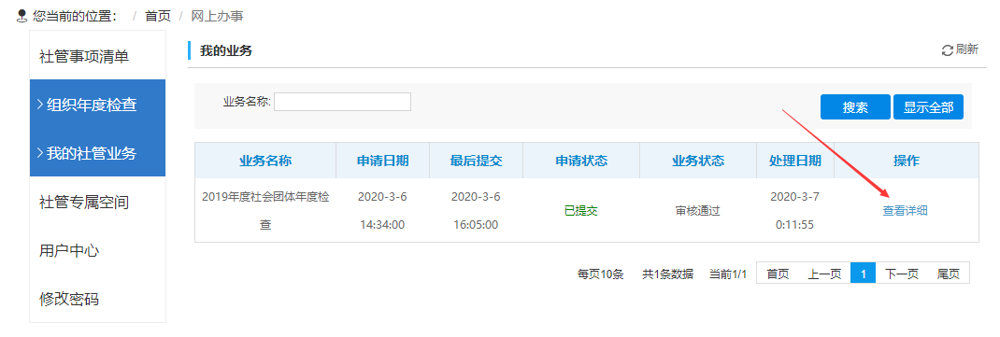 您当前的位置： / 首页 / 网上办事
社管事项清单
组织年度检查
我的社管业务
社管专属空间
用户中心
修改密码
我的业务
刷新
业务名称:
搜索 显示全部
业务名称 申请日期 最后提交 申请状态 业务状态 处理日期 操作
2019年度社会团体年度检 2020-3-6 2020-3-6 已提交 审核通过 2020-3-7 查看详细
查 14:34:00 16:05:00 0:11:55
每页10条 共1条数据 当前1/1 首页 上一页 1 下一页 尾页